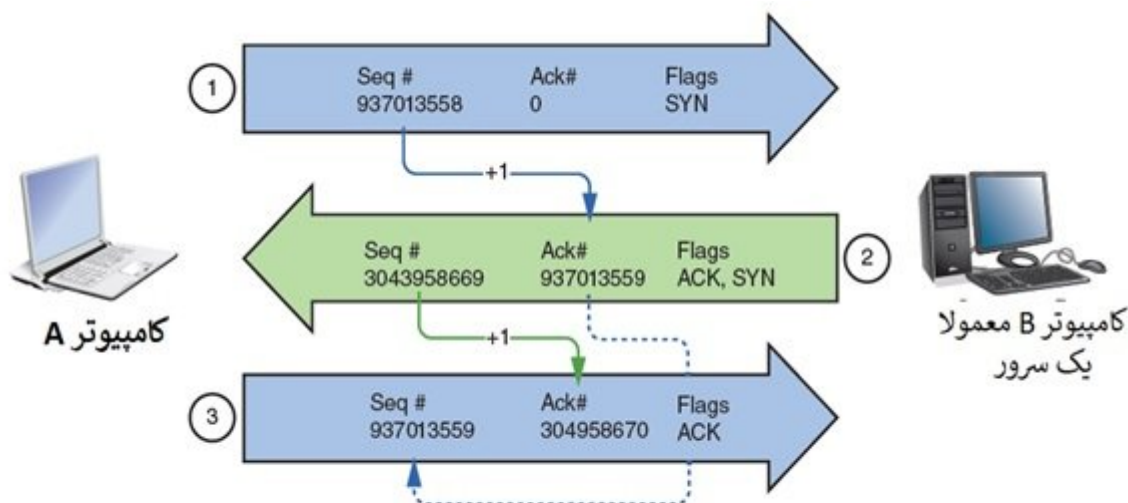 1
Seq # Ack# Flags
937013558 0 SYN
+1
Seq # Ack# Flags
3043958669 937013559 ACK, SYN
2
کامپیوتر A
کامپیوتر B معمولا
یک سرور
+1
3
Seq # Ack# Flags
937013559 304958670 ACK